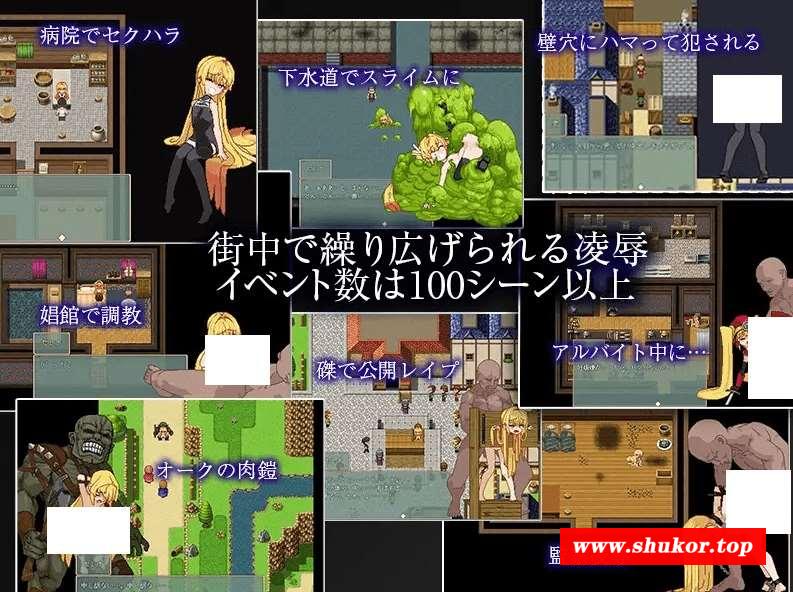 病院でセクハラ
下水道でスライムに
壁穴にハマって犯される
街中で繰り広げられる凌辱
イベント数は100シーン以上
娼館で調教
磔で公開レイプ
アルバイト中に…
オークの肉鎧
監
www.shukor.top